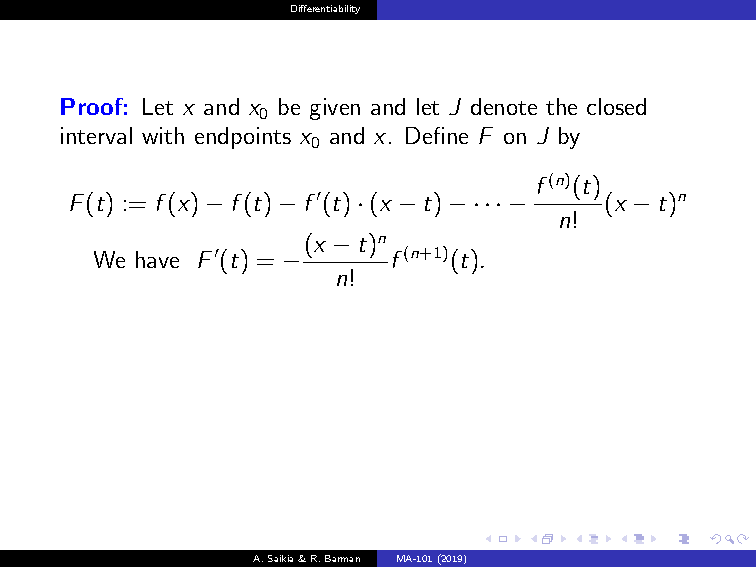 Differentiability
Proof: Let x and x₀ be given and let J denote the closed
interval with endpoints x₀ and x. Define F on J by
F(t) := f(x) − f(t) − f′(t) · (x − t) − · · · − f⁽ⁿ⁾(t)/n! (x − t)ⁿ
We have F′(t) = − (x − t)ⁿ/n! f⁽ⁿ⁺¹⁾(t).
A. Saikia & R. Barman MA-101 (2019)